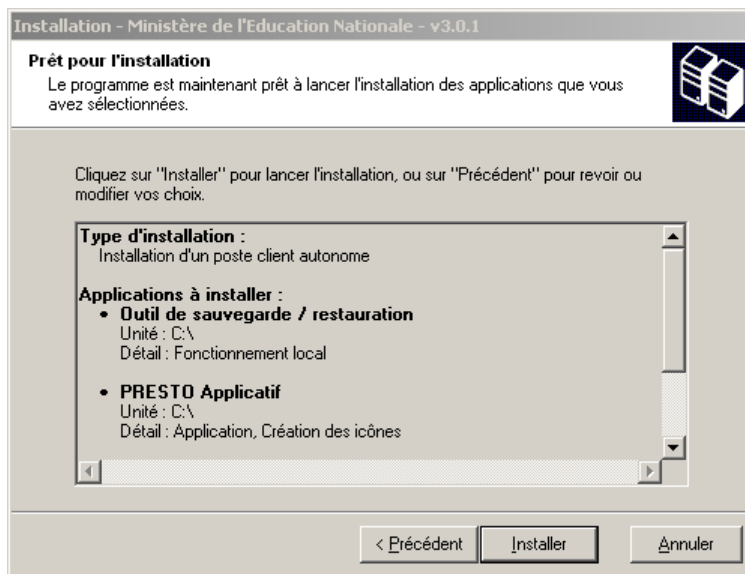 Installation - Ministère de l'Education Nationale - v3.0.1
Prêt pour l'installation
Le programme est maintenant prêt à lancer l'installation des applications que vous
avez sélectionnées.
Cliquez sur "Installer" pour lancer l'installation, ou sur "Précédent" pour revoir ou
modifier vos choix.
Type d'installation :
Installation d'un poste client autonome
Applications à installer :
• Outil de sauvegarde / restauration
Unité : C:\
Détail : Fonctionnement local
• PRESTO Applicatif
Unité : C:\
Détail : Application, Création des icônes
< Précédent
Installer
Annuler